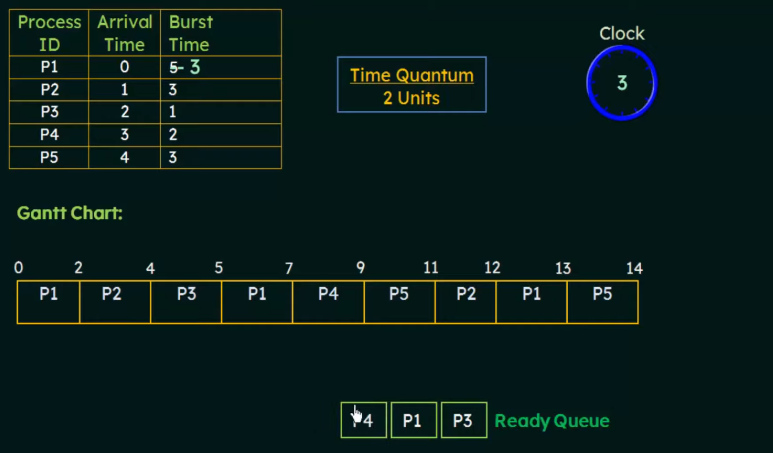 Process ID Arrival Time Burst Time
P1 0 5- 3
P2 1 3
P3 2 1
P4 3 2
P5 4 3
Time Quantum
2 Units
Clock
3
Gantt Chart:
0 2 4 5 7 9 11 12 13 14
P1 P2 P3 P1 P4 P5 P2 P1 P5
P4 P1 P3 Ready Queue